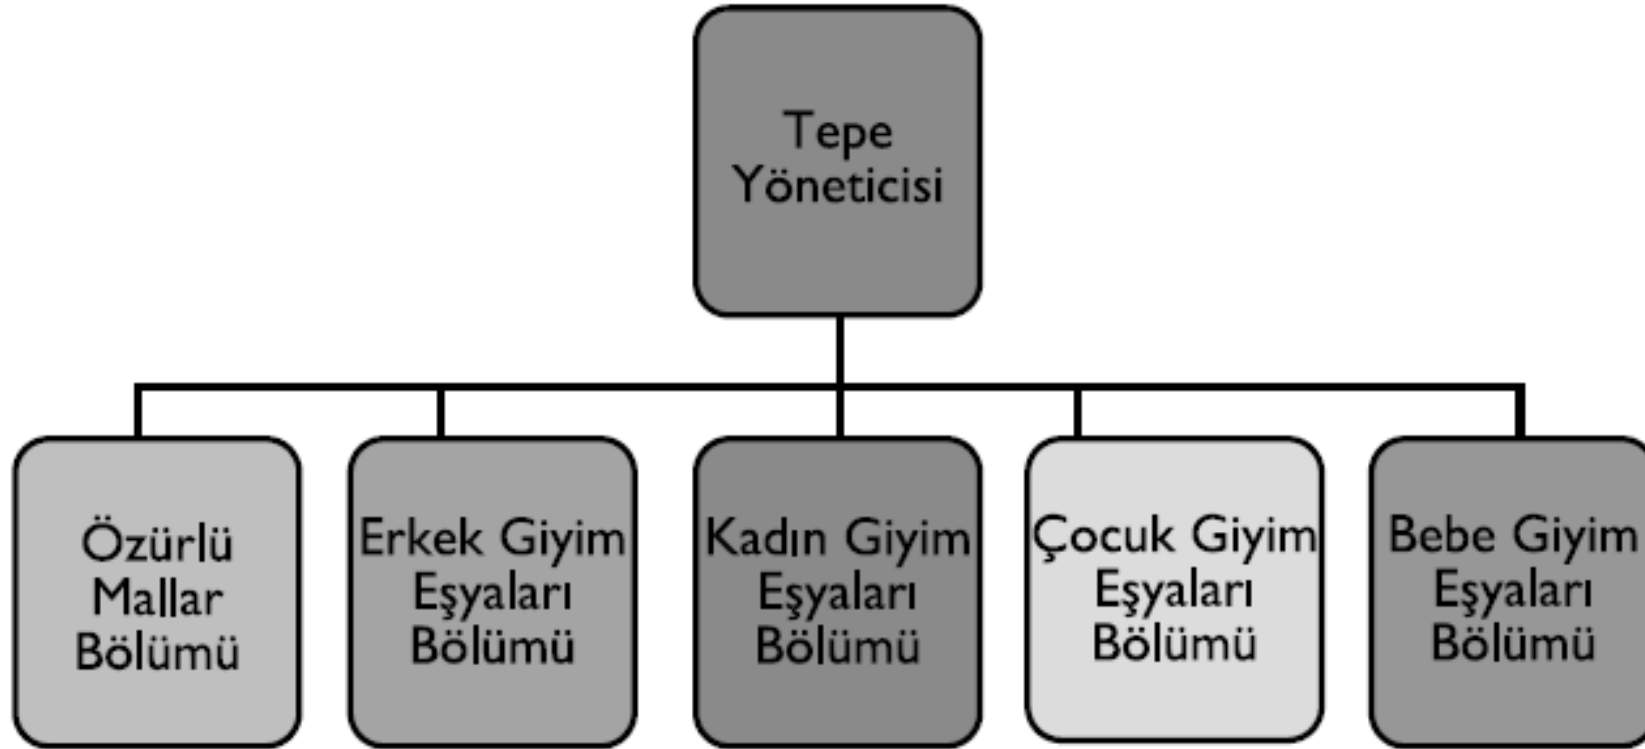 Tepe
Yöneticisi
Özürlü
Mallar
Bölümü
Erkek Giyim
Eşyaları
Bölümü
Kadın Giyim
Eşyaları
Bölümü
Çocuk Giyim
Eşyaları
Bölümü
Bebe Giyim
Eşyaları
Bölümü